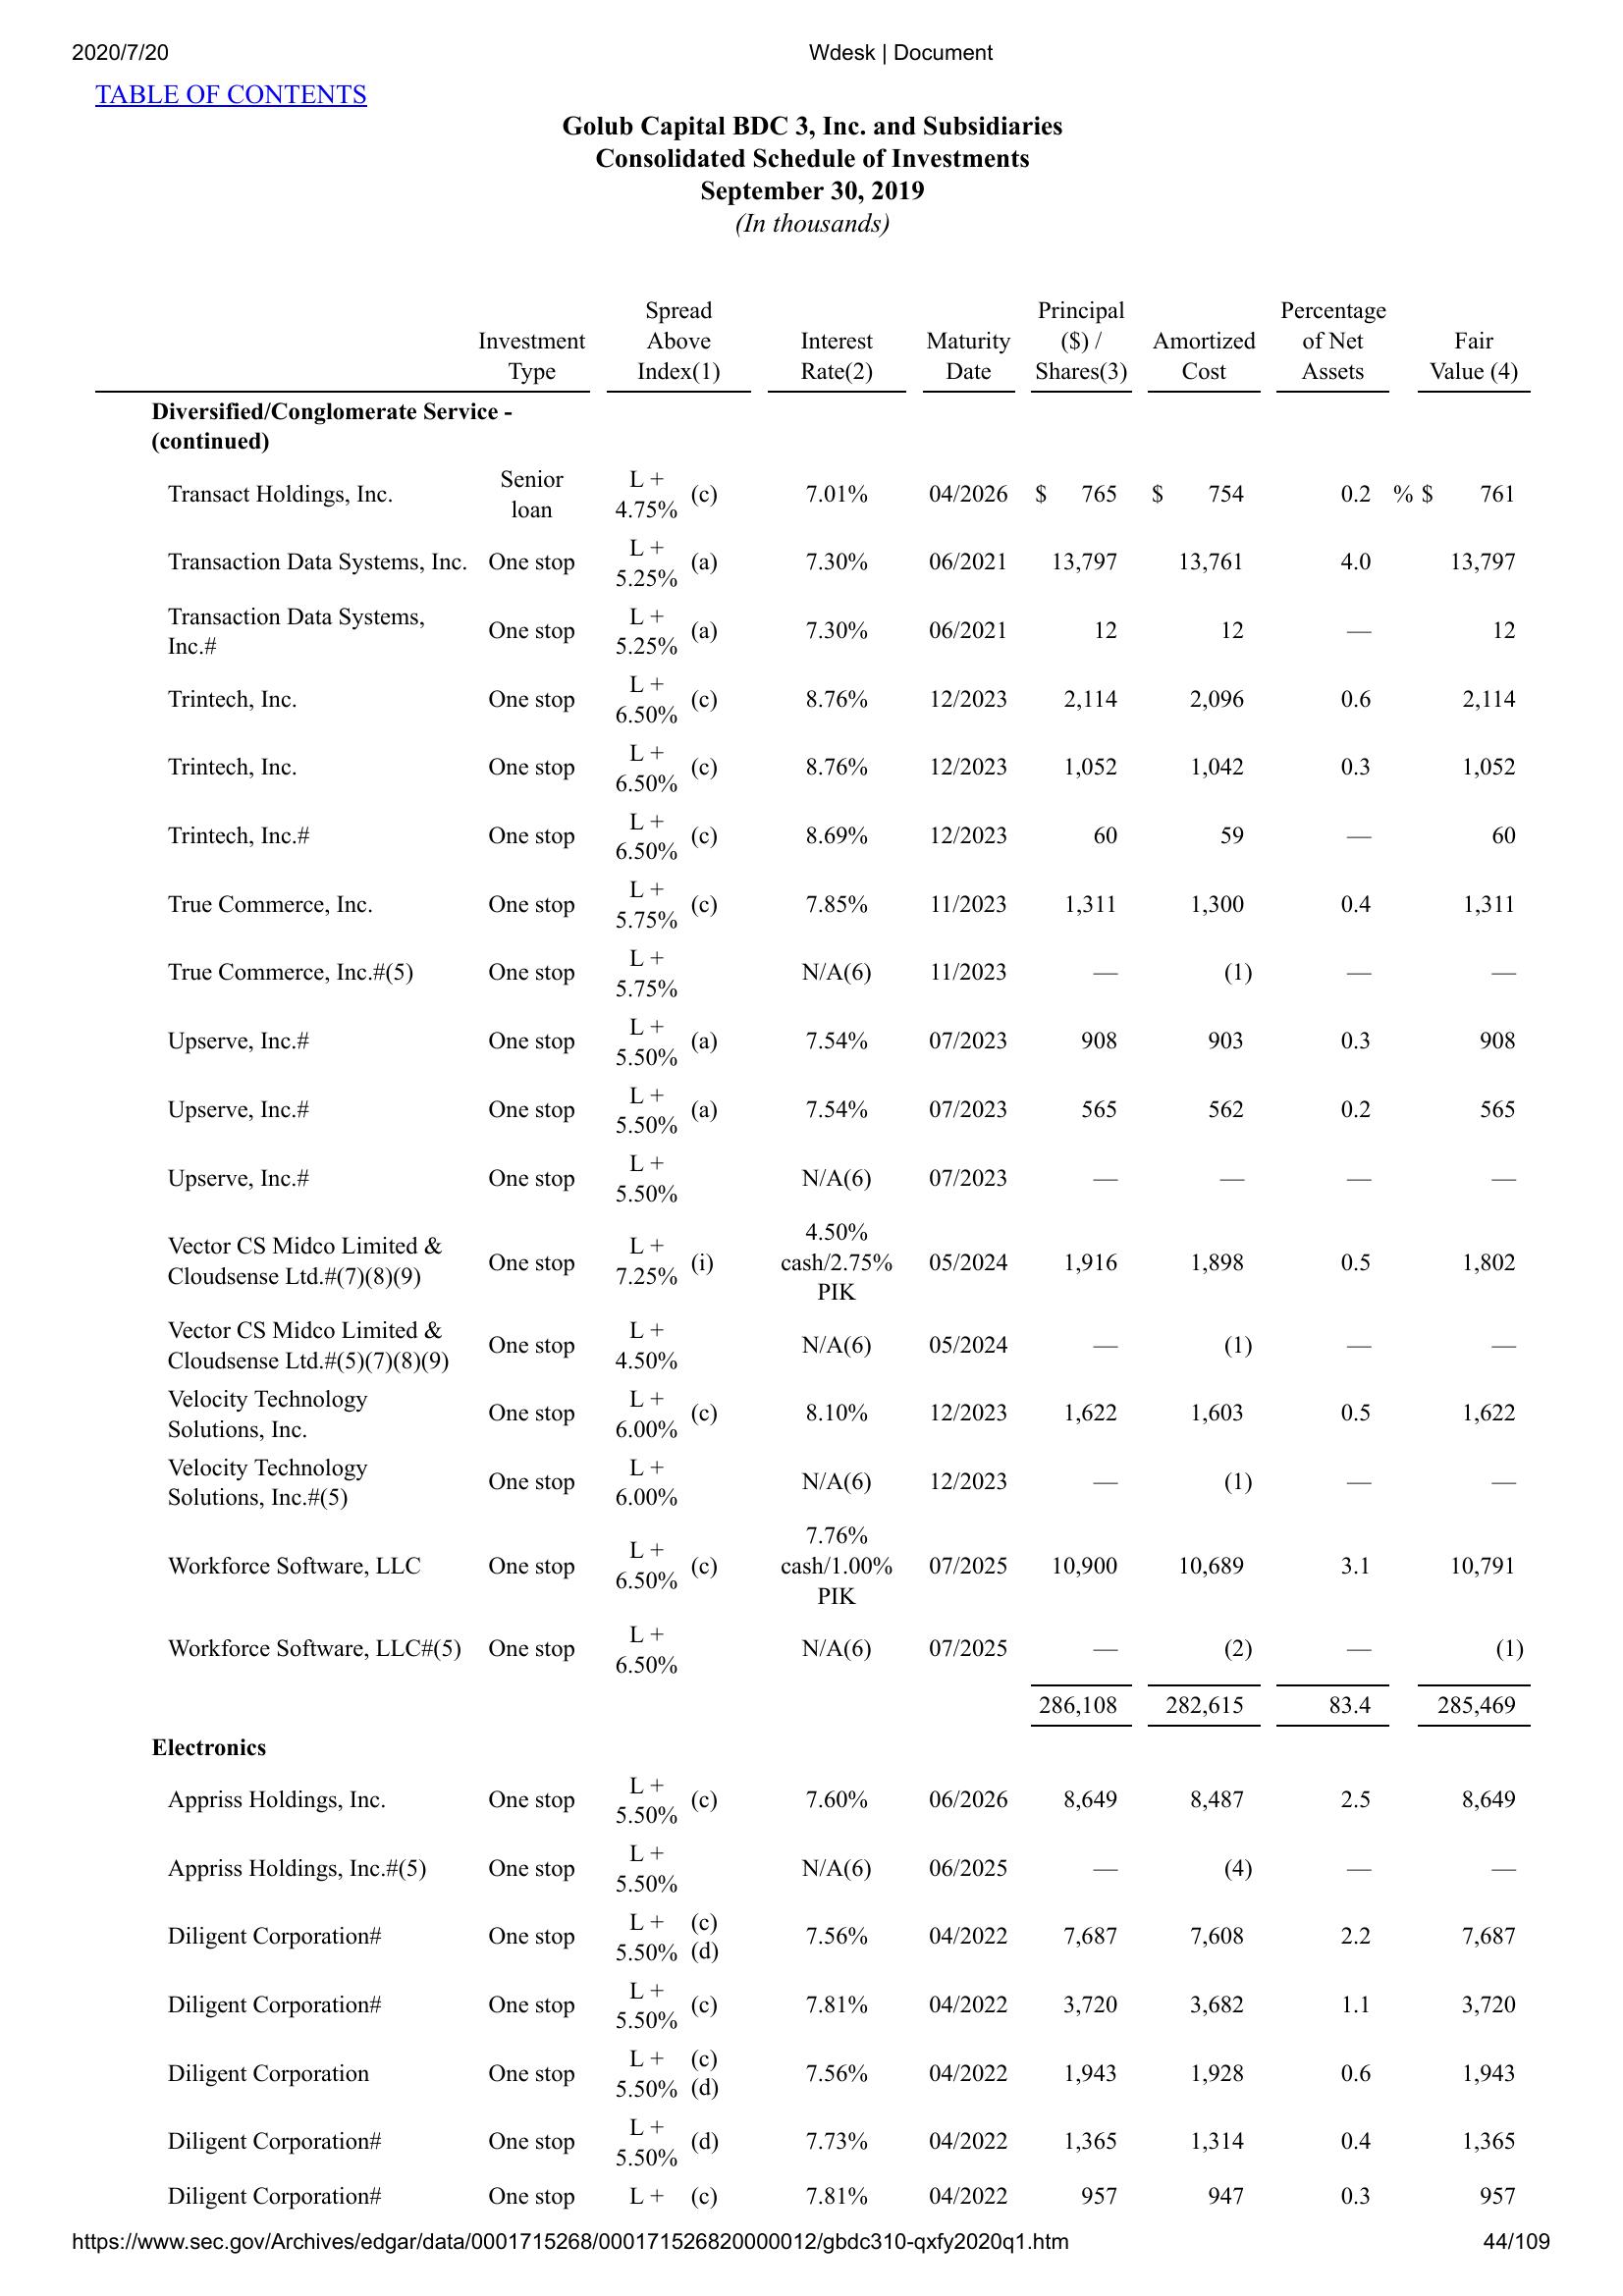 2020/7/20 Wdesk | Document
TABLE OF CONTENTS
Golub Capital BDC 3, Inc. and Subsidiaries
Consolidated Schedule of Investments
September 30, 2019
(In thousands)
Investment Type Spread Above Index(1) Interest Rate(2) Maturity Date Principal ($) / Shares(3) Amortized Cost Percentage of Net Assets Fair Value (4)
Diversified/Conglomerate Service -
(continued)
Transact Holdings, Inc. Senior loan L + 4.75% (c) 7.01% 04/2026 $ 765 $ 754 0.2 % $ 761
Transaction Data Systems, Inc. One stop L + 5.25% (a) 7.30% 06/2021 13,797 13,761 4.0 13,797
Transaction Data Systems, Inc.# One stop L + 5.25% (a) 7.30% 06/2021 12 12 — 12
Trintech, Inc. One stop L + 6.50% (c) 8.76% 12/2023 2,114 2,096 0.6 2,114
Trintech, Inc. One stop L + 6.50% (c) 8.76% 12/2023 1,052 1,042 0.3 1,052
Trintech, Inc.# One stop L + 6.50% (c) 8.69% 12/2023 60 59 — 60
True Commerce, Inc. One stop L + 5.75% (c) 7.85% 11/2023 1,311 1,300 0.4 1,311
True Commerce, Inc.#(5) One stop L + 5.75% N/A(6) 11/2023 — (1) — —
Upserve, Inc.# One stop L + 5.50% (a) 7.54% 07/2023 908 903 0.3 908
Upserve, Inc.# One stop L + 5.50% (a) 7.54% 07/2023 565 562 0.2 565
Upserve, Inc.# One stop L + 5.50% N/A(6) 07/2023 — — — —
Vector CS Midco Limited & Cloudsense Ltd.#(7)(8)(9) One stop L + 7.25% (i) 4.50% cash/2.75% PIK 05/2024 1,916 1,898 0.5 1,802
Vector CS Midco Limited & Cloudsense Ltd.#(5)(7)(8)(9) One stop L + 4.50% N/A(6) 05/2024 — (1) — —
Velocity Technology Solutions, Inc. One stop L + 6.00% (c) 8.10% 12/2023 1,622 1,603 0.5 1,622
Velocity Technology Solutions, Inc.#(5) One stop L + 6.00% N/A(6) 12/2023 — (1) — —
Workforce Software, LLC One stop L + 6.50% (c) 7.76% cash/1.00% PIK 07/2025 10,900 10,689 3.1 10,791
Workforce Software, LLC#(5) One stop L + 6.50% N/A(6) 07/2025 — (2) — (1)
286,108 282,615 83.4 285,469
Electronics
Appriss Holdings, Inc. One stop L + 5.50% (c) 7.60% 06/2026 8,649 8,487 2.5 8,649
Appriss Holdings, Inc.#(5) One stop L + 5.50% N/A(6) 06/2025 — (4) — —
Diligent Corporation# One stop L + 5.50% (c) (d) 7.56% 04/2022 7,687 7,608 2.2 7,687
Diligent Corporation# One stop L + 5.50% (c) 7.81% 04/2022 3,720 3,682 1.1 3,720
Diligent Corporation One stop L + 5.50% (c) (d) 7.56% 04/2022 1,943 1,928 0.6 1,943
Diligent Corporation# One stop L + 5.50% (d) 7.73% 04/2022 1,365 1,314 0.4 1,365
Diligent Corporation# One stop L + (c) 7.81% 04/2022 957 947 0.3 957
https://www.sec.gov/Archives/edgar/data/0001715268/000171526820000012/gbdc310-qxfy2020q1.htm 44/109